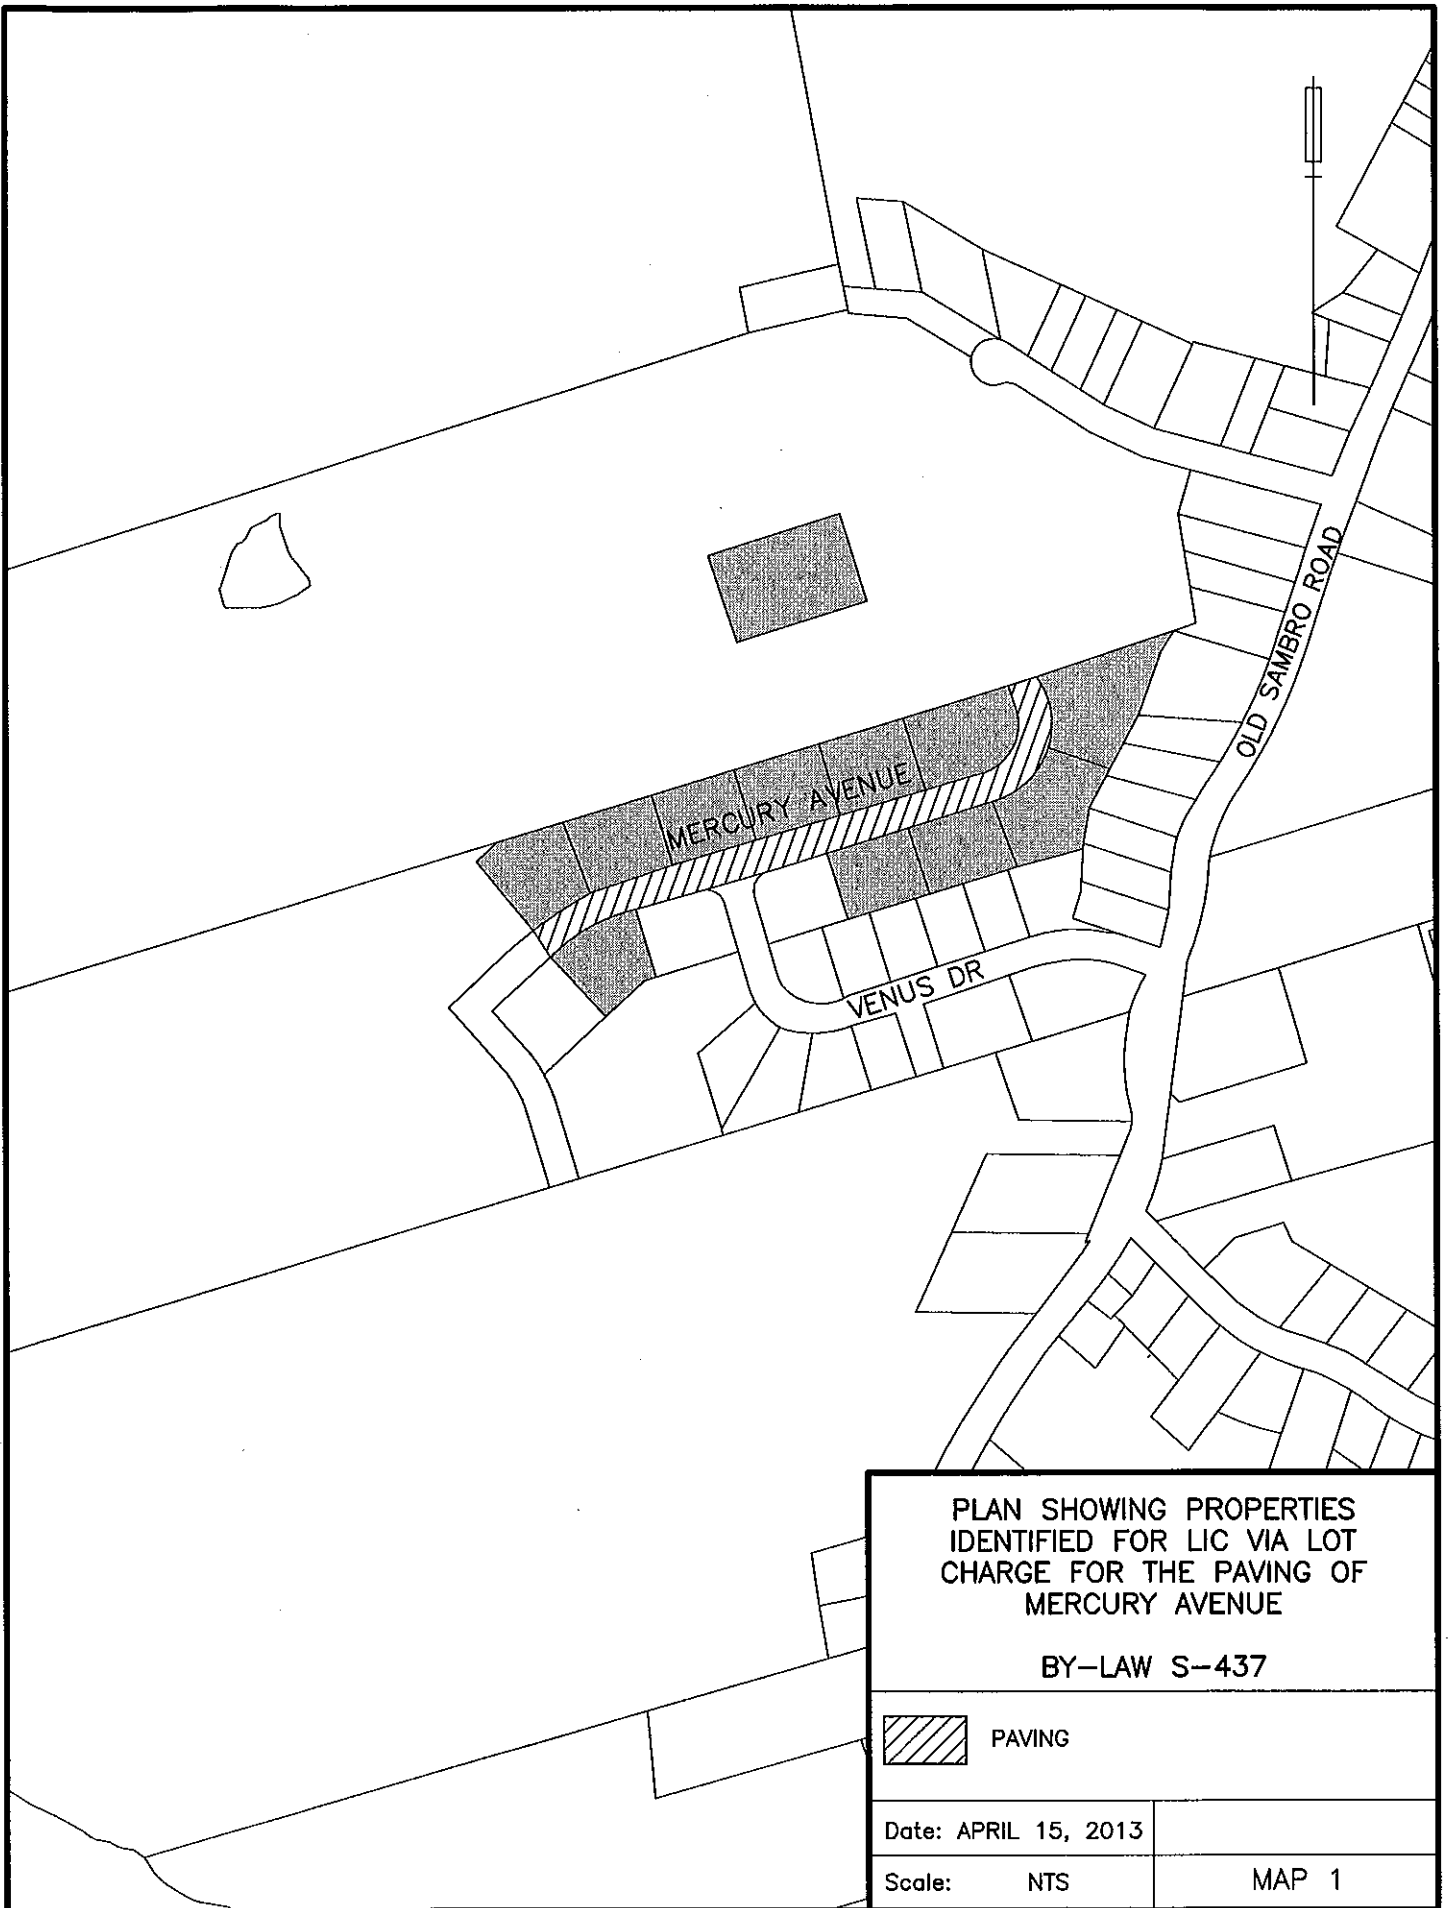 OLD SAMBRO ROAD
MERCURY AVENUE
VENUS DR
PLAN SHOWING PROPERTIES
IDENTIFIED FOR LIC VIA LOT
CHARGE FOR THE PAVING OF
MERCURY AVENUE
BY-LAW S-437
PAVING
Date: APRIL 15, 2013
Scale: NTS
MAP 1